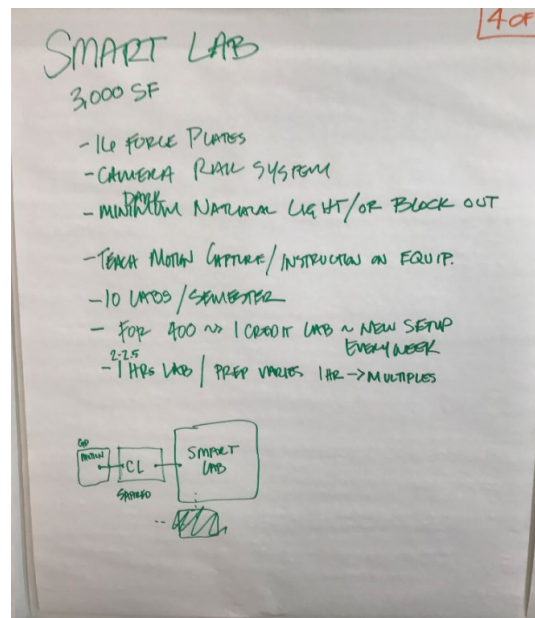 4 OF
SMART LAB
3,000 SF
- 16 FORCE PLATES
- CAMERA RAIL SYSTEM
DARK
- MINIMUM NATURAL LIGHT/OR BLOCK OUT
- TEACH MOTION CAPTURE/INSTRUCTION ON EQUIP.
- 10 LABS/SEMESTER
- FOR 400 ~> 1 CREDIT LAB ~ NEW SETUP
EVERY WEEK
2-2.5
- 1 HRS LAB / PREP VARIES 1HR -> MULTIPLES
CL
SHARED
SMART
LAB